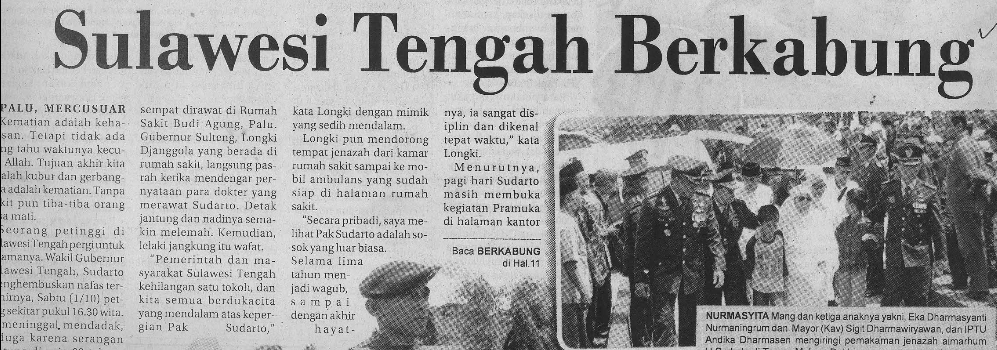 Sulawesi Tengah Berkabung
PALU, MERCUSUAR
Kematian adalah keha-
san. Tetapi tidak ada
ng tahu waktunya kecu-
Allah. Tujuan akhir kita
alah kubur dan gerbang-
a adalah kematian. Tanpa
kit pun tiba-tiba orang
sa mati.
Seorang petinggi di
lawesi Tengah pergi untuk
amanya. Wakil Gubernur
lawesi Tengah, Sudarto
nghembuskan nafas ter-
hirnya, Sabtu (1/10) pet-
g sekitar pukul 16.30 wita.
meninggal, mendadak,
duga karena serangan
sempat dirawat di Rumah
Sakit Budi Agung, Palu.
Gubernur Sulteng, Longki
Djanggola yang berada di
rumah sakit, langsung pas-
rah ketika mendengar per-
nyataan para dokter yang
merawat Sudarto. Detak
jantung dan nadinya sema-
kin melemah. Kemudian,
lelaki jangkung itu wafat.
"Pemerintah dan ma-
syarakat Sulawesi Tengah
kehilangan satu tokoh, dan
kita semua berdukacita
yang mendalam atas keper-
gian Pak Sudarto,"
kata Longki dengan mimik
yang sedih mendalam.
Longki pun mendorong
tempat jenazah dari kamar
rumah sakit sampai ke mo-
bil ambulans yang sudah
siap di halaman rumah
sakit.
"Secara pribadi, saya me-
lihat Pak Sudarto adalah so-
sok yang luar biasa.
Selama lima
tahun men-
jadi wagub,
sampai
dengan akhir
hayat-
nya, ia sangat dis-
iplin dan dikenal
tepat waktu," kata
Longki.
Menurutnya,
pagi hari Sudarto
masih membuka
kegiatan Pramuka
di halaman kantor
Baca BERKABUNG
di Hal.11
NURMASYITA Mang dan ketiga anaknya yakni, Eka Dharmasyanti
Nurmaningrum dan Mayor (Kav) Sigit Dharmawiryawan, dan IPTU
Andika Dharmasen mengiringi pemakaman jenazah almarhum